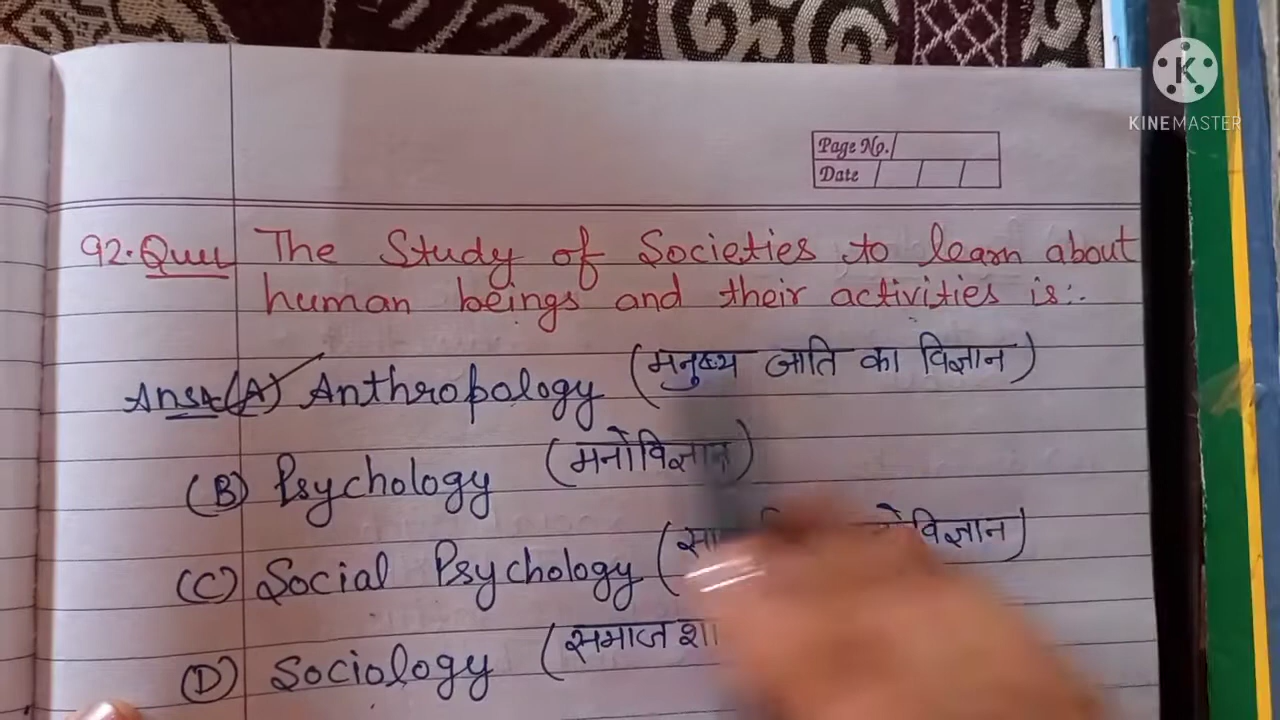 KINEMASTER
Page No.
Date
92. Que The Study of Societies to learn about
human beings and their activities is:-
Ans (A) Anthropology (मनुष्य जाति का विज्ञान)
(B) Psychology (मनोविज्ञान)
(C) Social Psychology
(D) Sociology